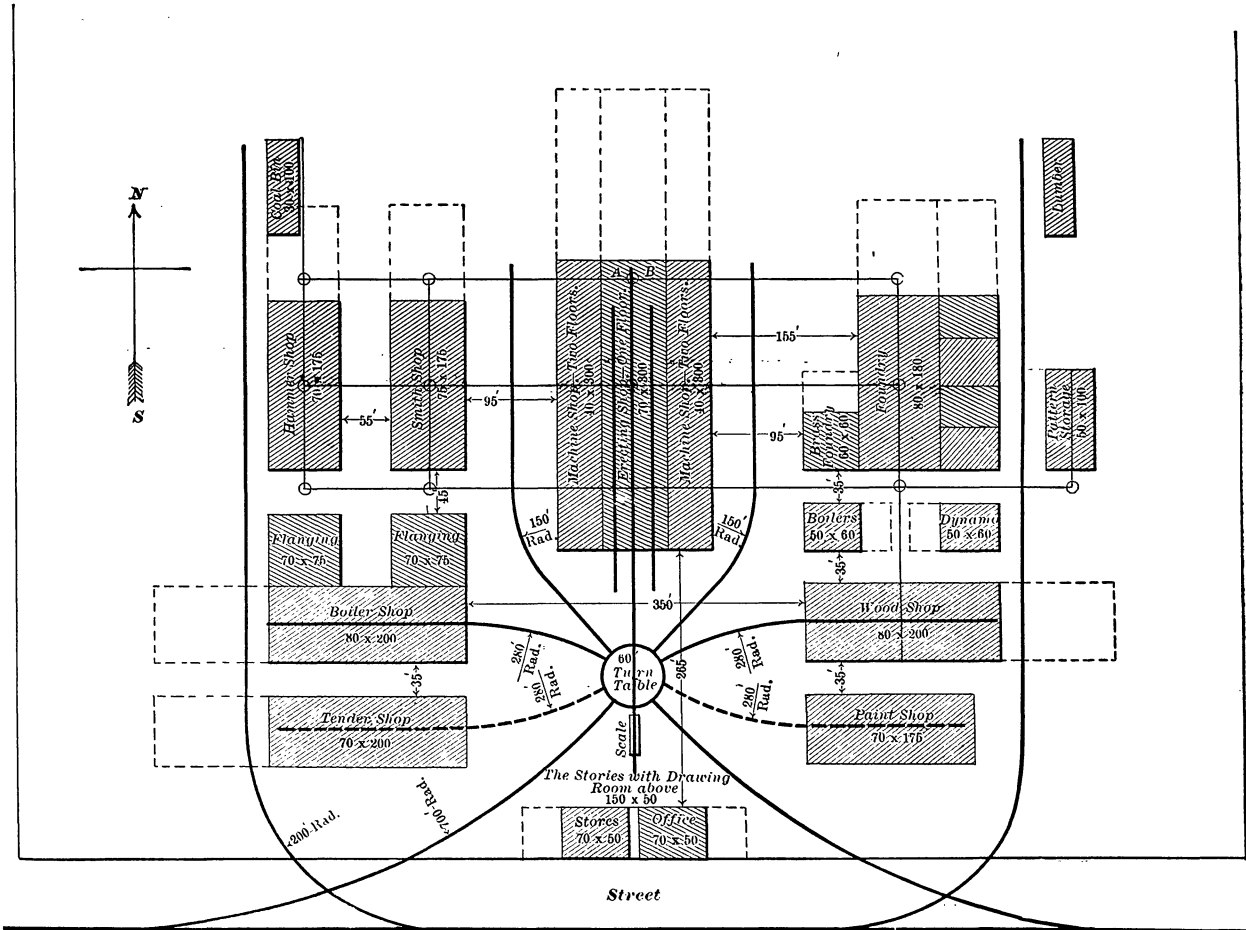 N
S
Coal Bin
30 x 100
Lumber
Hammer Shop
70 x 175
55'
Smith Shop
75 x 175
95'
A
B
Machine Shop, Two Floors.
40 x 300
Erecting Shop, One Floor.
70 x 300
Machine Shop, Two Floors.
40 x 300
155'
95'
Foundry
80 x 180
Brass
Foundry
60 x 60
Pattern
Storage
50 x 100
45'
35'
Flanging
70 x 75
Flanging
70 x 75
150'
Rad.
150'
Rad.
Boilers
50 x 60
Dynamo
50 x 60
35'
Boiler Shop
80 x 200
350'
Wood Shop
80 x 200
280'
Rad.
280'
Rad.
280'
Rad.
280'
Rad.
60'
Turn
Table
265'
35'
35'
Tender Shop
70 x 200
Paint Shop
70 x 175
Scale
The Stories with Drawing
Room above
150 x 50
Stores
70 x 50
Office
70 x 50
700'-Rad.
200'-Rad.
Street